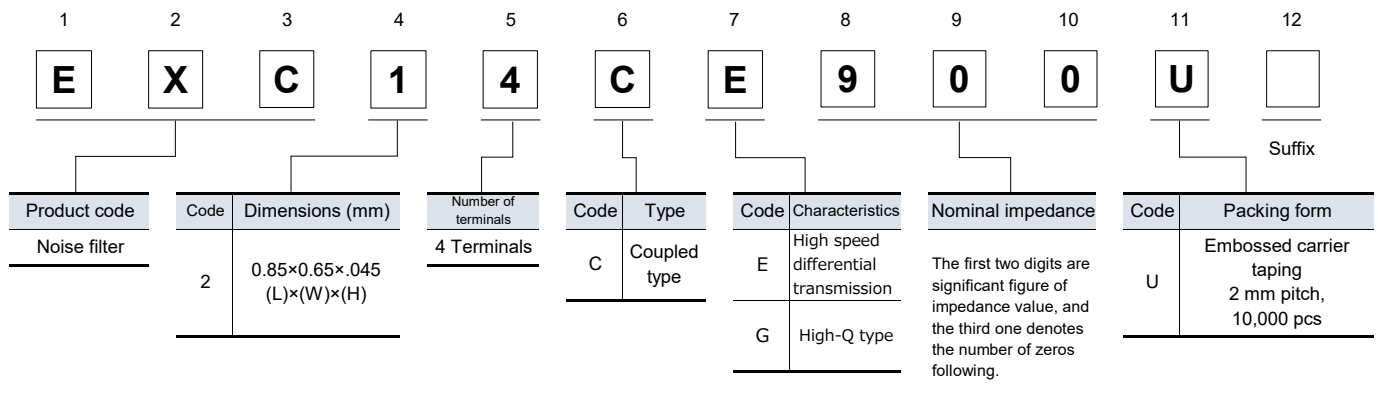 1 2 3 4 5 6 7 8 9 10 11 12
E X C 1 4 C E 9 0 0 U
Suffix
Product code
Noise filter
Code Dimensions (mm)
2 0.85×0.65×.045
(L)×(W)×(H)
Number of
terminals
4 Terminals
Code Type
C Coupled
type
Code Characteristics
E High speed
differential
transmission
G High-Q type
Nominal impedance
The first two digits are
significant figure of
impedance value, and
the third one denotes
the number of zeros
following.
Code Packing form
U Embossed carrier
taping
2 mm pitch,
10,000 pcs